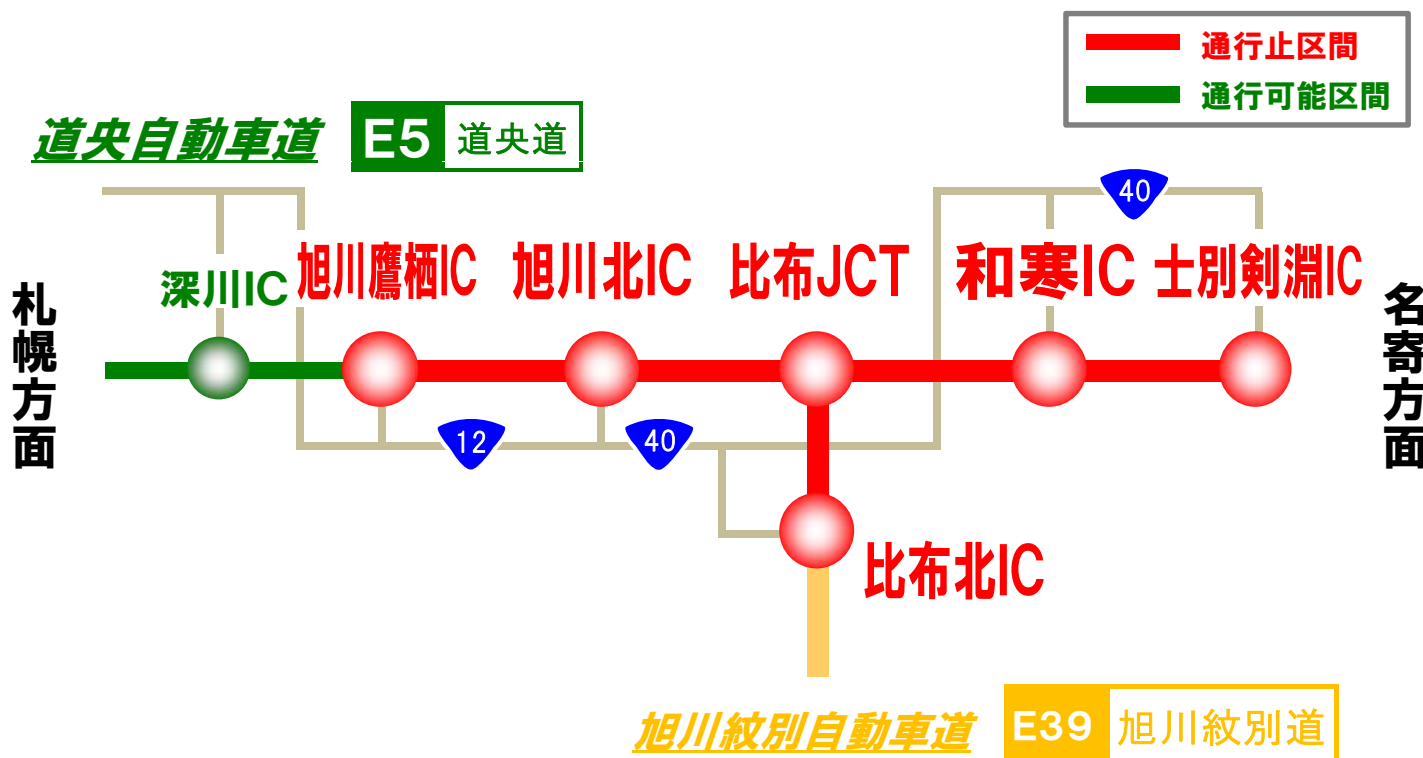 通行止区間
通行可能区間
道央自動車道
E5 道央道
40
深川IC
旭川鷹栖IC
旭川北IC
比布JCT
和寒IC
士別剣淵IC
札幌方面
名寄方面
12
40
比布北IC
旭川紋別自動車道
E39 旭川紋別道